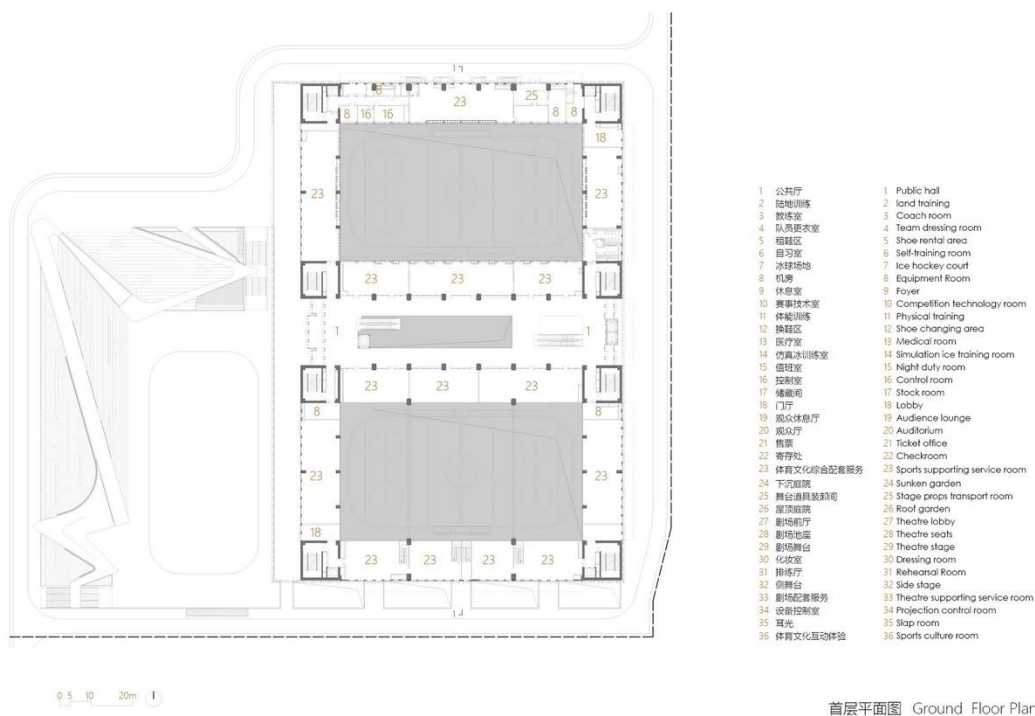 8
23
25
8 16 16
8 8
18
23
23
23 23 23
1 1
23 23 23
8 8
23 23
18
23 23 23 23
1 公共厅 1 Public hall
2 陆地训练 2 land training
3 教练室 3 Coach room
4 队员更衣室 4 Team dressing room
5 租鞋区 5 Shoe rental area
6 自习室 6 Self-training room
7 冰球场地 7 Ice hockey court
8 机房 8 Equipment Room
9 休息室 9 Foyer
10 赛事技术室 10 Competition technology room
11 体能训练 11 Physical training
12 换鞋区 12 Shoe changing area
13 医疗室 13 Medical room
14 仿真冰训练室 14 Simulation ice training room
15 值班室 15 Night duty room
16 控制室 16 Control room
17 储藏间 17 Stock room
18 门厅 18 Lobby
19 观众休息厅 19 Audience lounge
20 观众厅 20 Auditorium
21 售票 21 Ticket office
22 寄存处 22 Checkroom
23 体育文化综合配套服务 23 Sports supporting service room
24 下沉庭院 24 Sunken garden
25 舞台道具装卸间 25 Stage props transport room
26 屋顶庭院 26 Roof garden
27 剧场前厅 27 Theatre lobby
28 剧场池座 28 Theatre seats
29 剧场舞台 29 Theatre stage
30 化妆室 30 Dressing room
31 排练厅 31 Rehearsal Room
32 侧舞台 32 Side stage
33 剧场配套服务 33 Theatre supporting service room
34 设备控制室 34 Projection control room
35 耳光 35 Slap room
36 体育文化互动体验 36 Sports culture room
0 5 10 20m
首层平面图 Ground Floor Plan